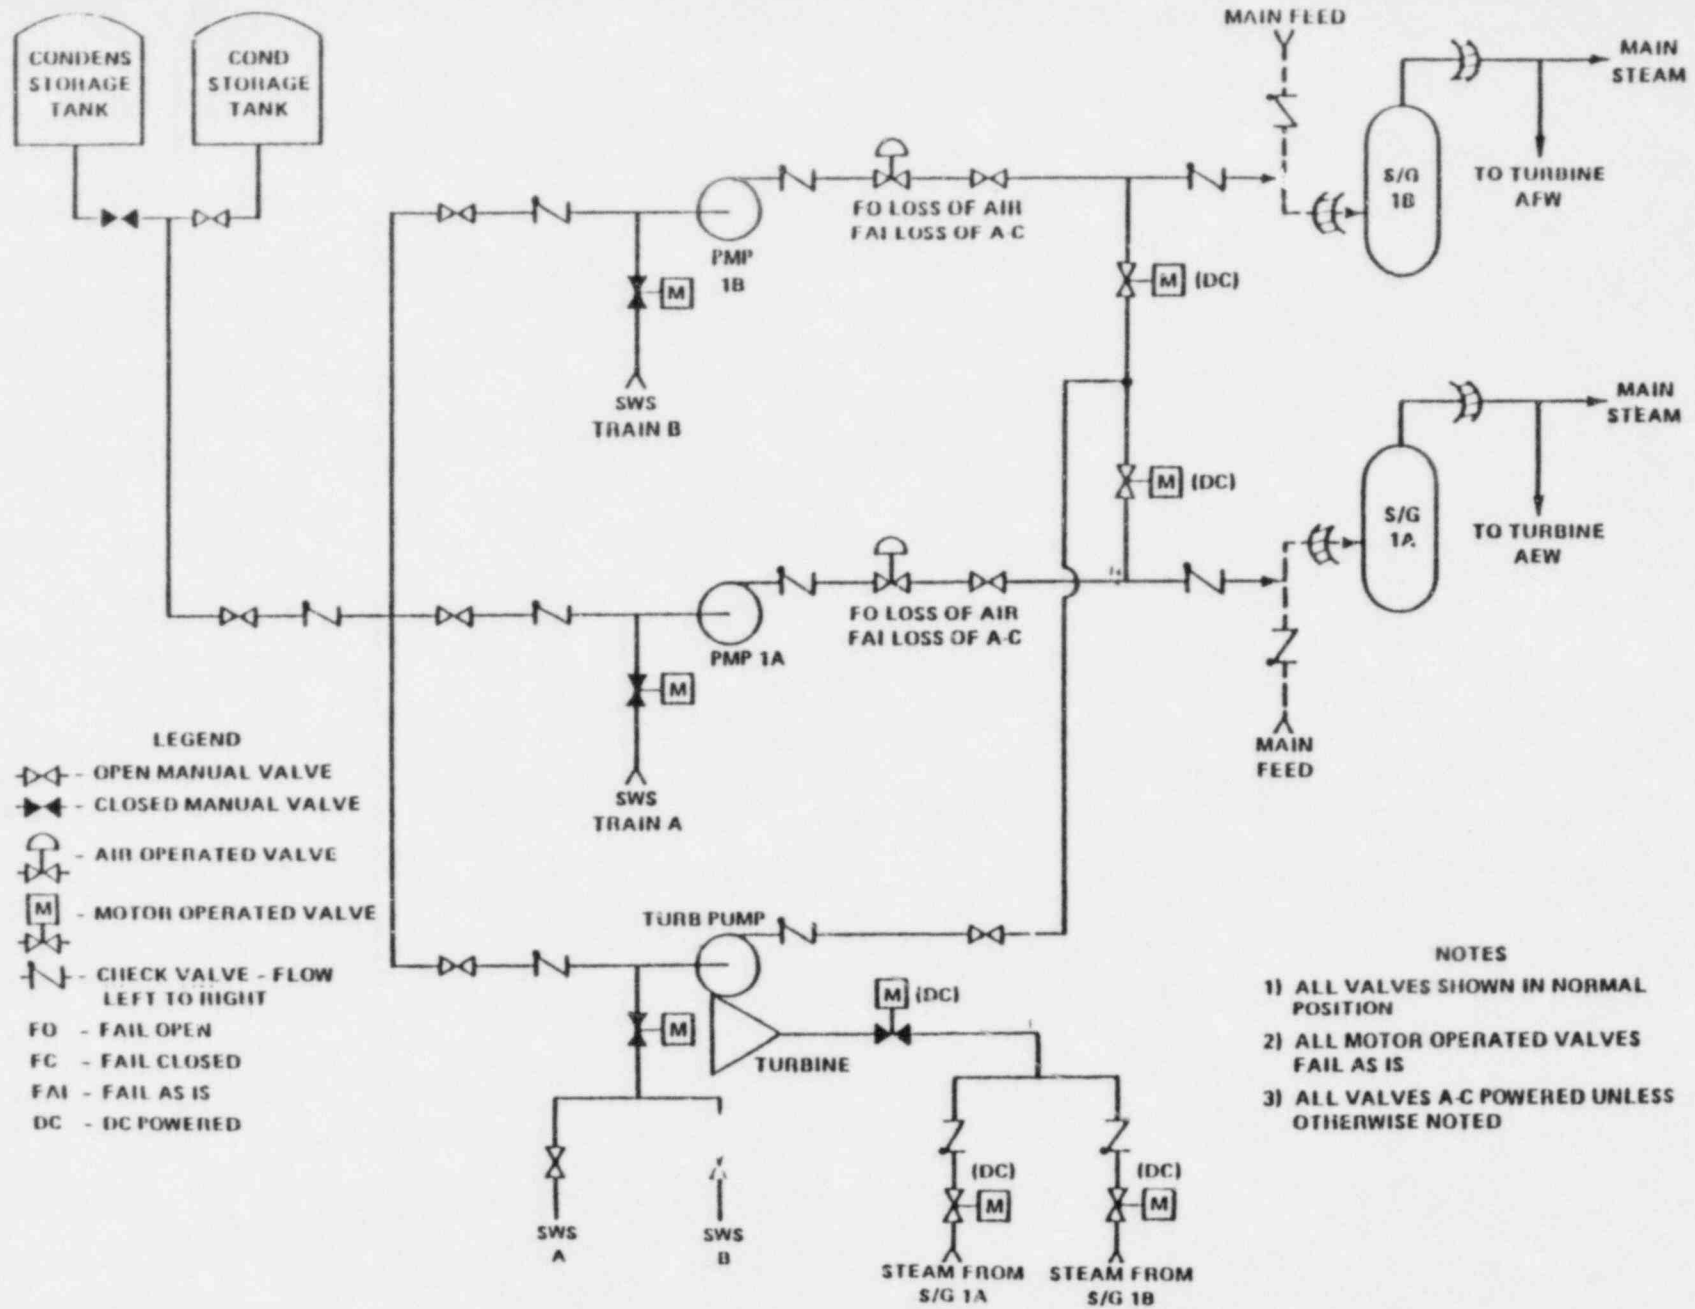 CONDENS
STORAGE
TANK
COND
STORAGE
TANK
MAIN FEED
MAIN
STEAM
S/G
1B
TO TURBINE
AFW
FO LOSS OF AIR
FAI LOSS OF A-C
PMP
1B
M
M (DC)
SWS
TRAIN B
MAIN
STEAM
M (DC)
S/G
1A
TO TURBINE
AEW
FO LOSS OF AIR
FAI LOSS OF A-C
PMP 1A
M
SWS
TRAIN A
MAIN
FEED
LEGEND
- OPEN MANUAL VALVE
- CLOSED MANUAL VALVE
- AIR OPERATED VALVE
M - MOTOR OPERATED VALVE
- CHECK VALVE - FLOW
LEFT TO RIGHT
FO - FAIL OPEN
FC - FAIL CLOSED
FAI - FAIL AS IS
DC - DC POWERED
TURB PUMP
M (DC)
M
TURBINE
SWS
A
SWS
B
(DC)
M
(DC)
M
STEAM FROM
S/G 1A
STEAM FROM
S/G 1B
NOTES
1) ALL VALVES SHOWN IN NORMAL
POSITION
2) ALL MOTOR OPERATED VALVES
FAIL AS IS
3) ALL VALVES A-C POWERED UNLESS
OTHERWISE NOTED